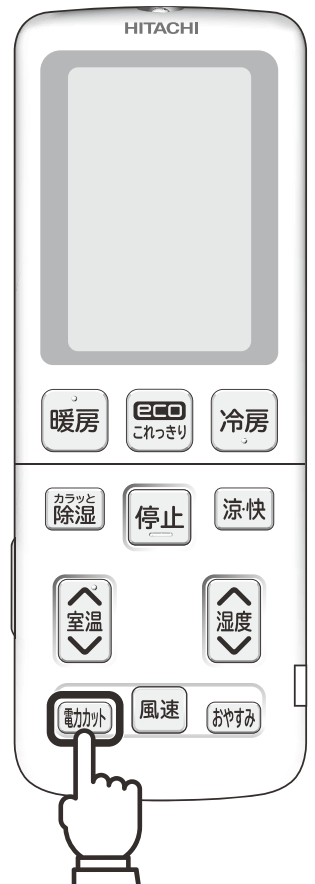 HITACHI
暖房
eco
これっきり
冷房
カラッと
除湿
停止
涼・快
室温
湿度
電力カット
風速
おやすみ